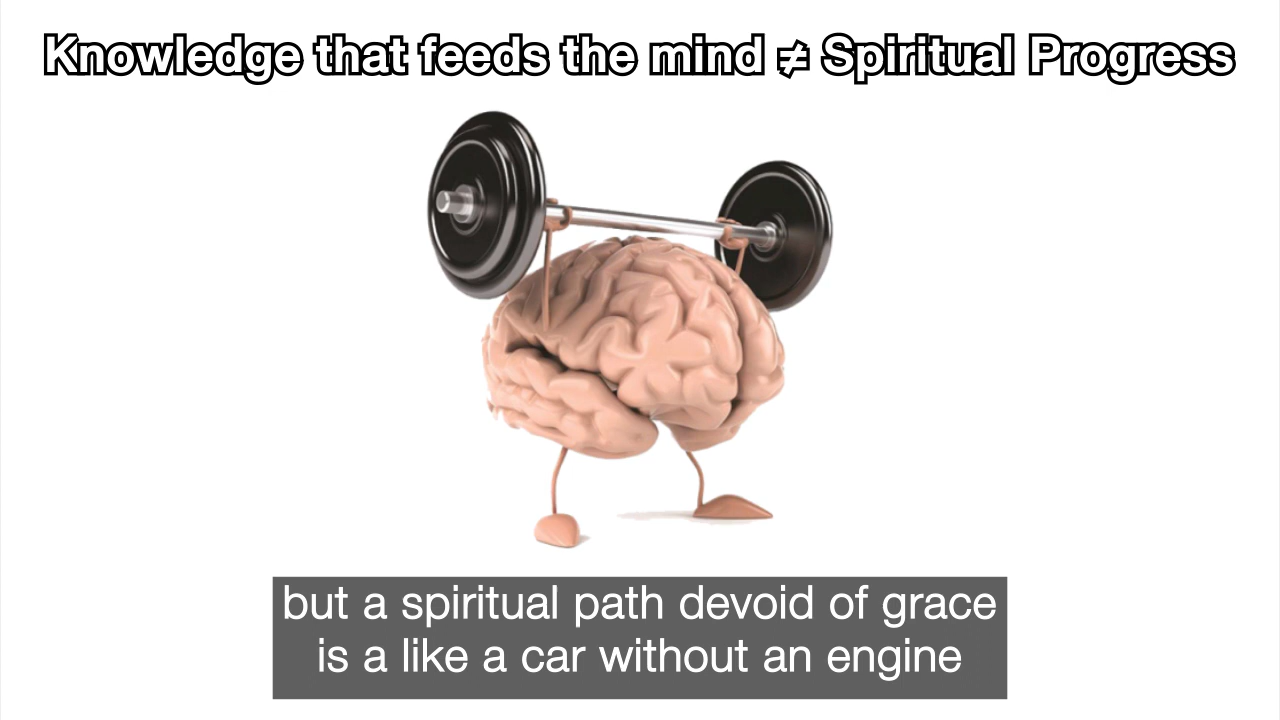 Knowledge that feeds the mind ≠ Spiritual Progress
but a spiritual path devoid of grace
is a like a car without an engine